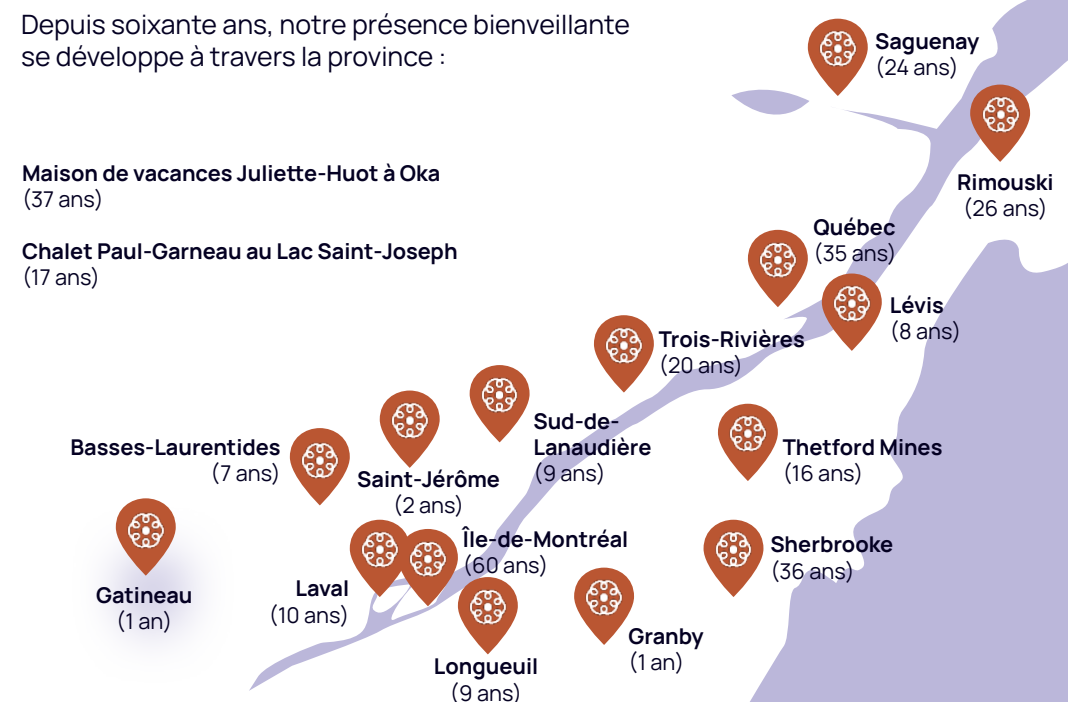 Depuis soixante ans, notre présence bienveillante
se développe à travers la province :
Maison de vacances Juliette-Huot à Oka
(37 ans)
Chalet Paul-Garneau au Lac Saint-Joseph
(17 ans)
Saguenay
(24 ans)
Rimouski
(26 ans)
Québec
(35 ans)
Lévis
(8 ans)
Trois-Rivières
(20 ans)
Sud-de-
Lanaudière
(9 ans)
Thetford Mines
(16 ans)
Basses-Laurentides
(7 ans)
Saint-Jérôme
(2 ans)
Île-de-Montréal
(60 ans)
Sherbrooke
(36 ans)
Gatineau
(1 an)
Laval
(10 ans)
Granby
(1 an)
Longueuil
(9 ans)